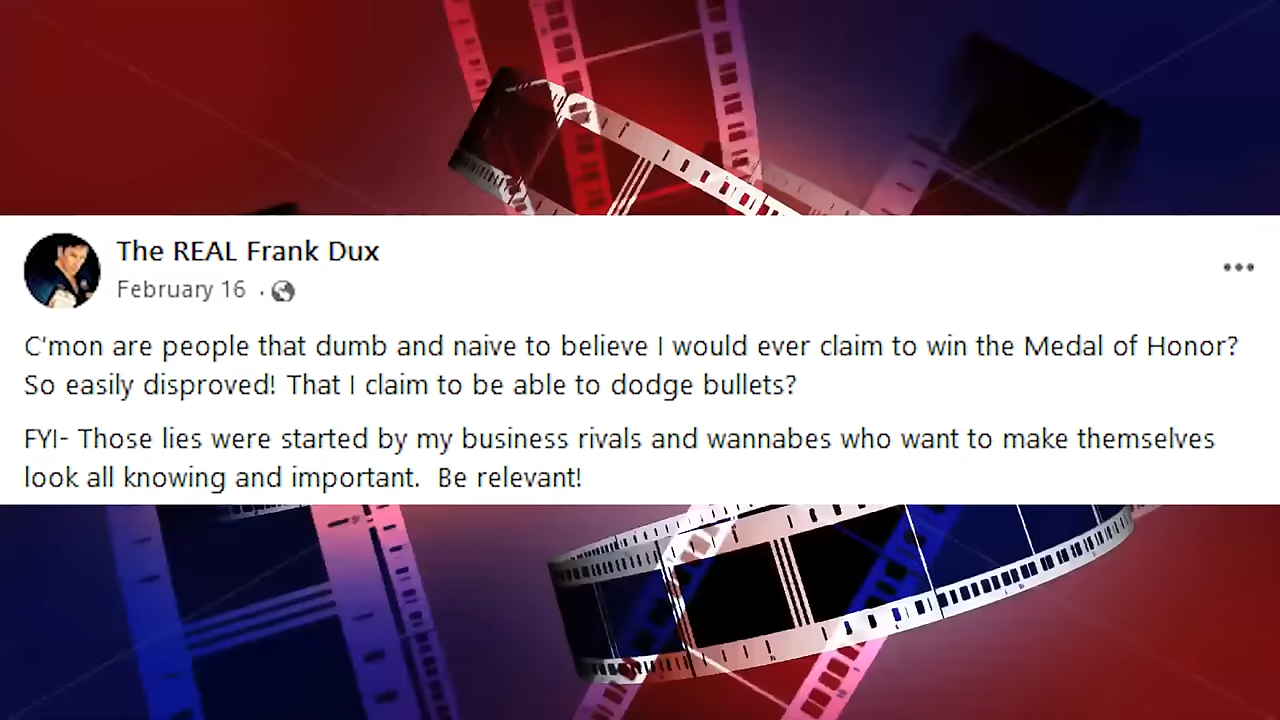 The REAL Frank Dux
February 16 ·
C'mon are people that dumb and naive to believe I would ever claim to win the Medal of Honor?
So easily disproved! That I claim to be able to dodge bullets?
FYI- Those lies were started by my business rivals and wannabes who want to make themselves
look all knowing and important.  Be relevant!